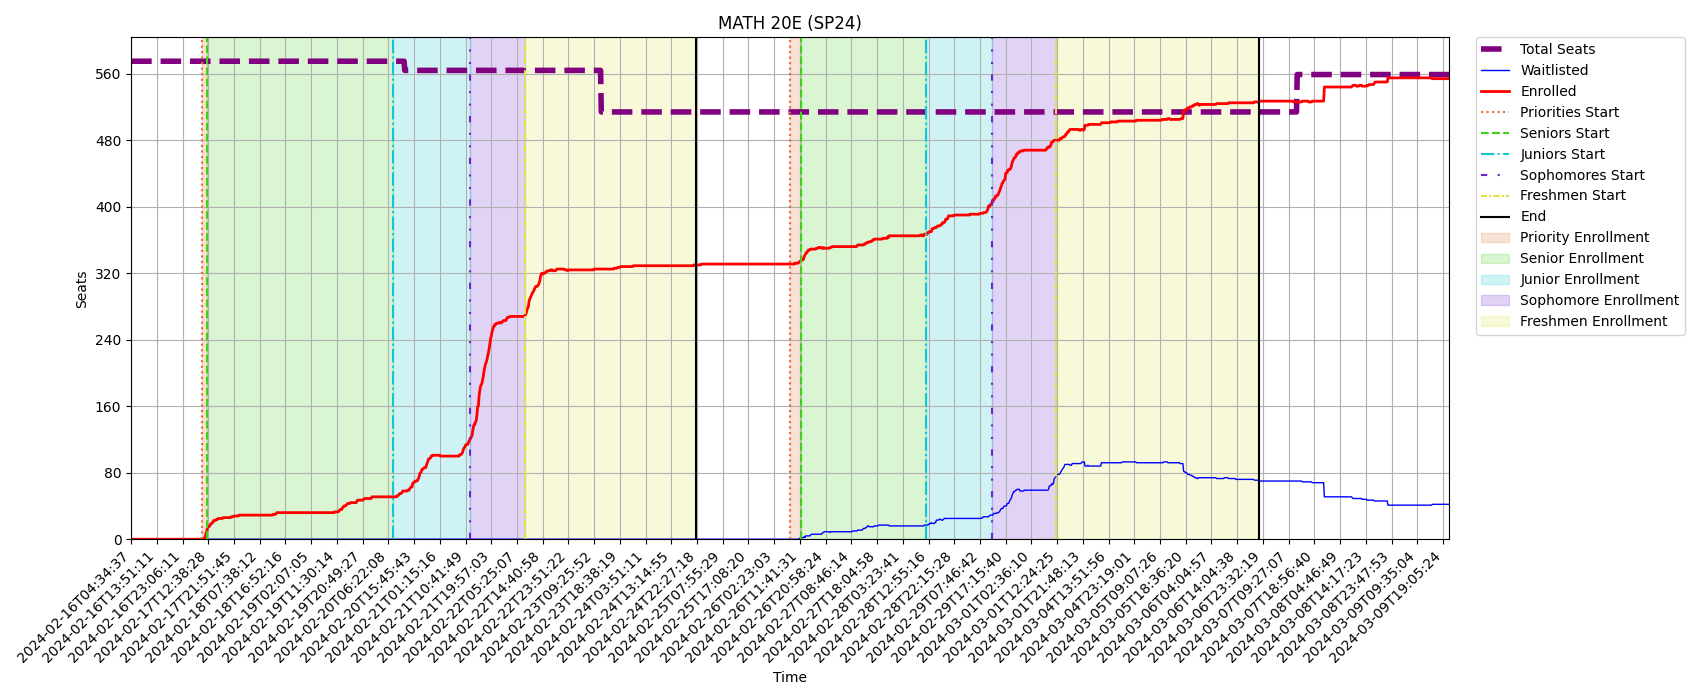 MATH 20E (SP24)
Seats
560
480
400
320
240
160
80
0
2024-02-16T04:34:37
2024-02-16T13:51:11
2024-02-16T23:06:11
2024-02-17T12:38:28
2024-02-17T21:51:45
2024-02-18T07:38:12
2024-02-18T16:52:16
2024-02-19T02:07:05
2024-02-19T11:30:14
2024-02-19T20:49:27
2024-02-20T06:22:08
2024-02-20T15:45:43
2024-02-21T01:15:16
2024-02-21T10:41:49
2024-02-21T19:57:03
2024-02-22T05:25:07
2024-02-22T14:40:58
2024-02-22T23:51:22
2024-02-23T09:25:52
2024-02-23T18:38:19
2024-02-24T03:51:11
2024-02-24T13:14:55
2024-02-24T22:27:18
2024-02-25T07:55:29
2024-02-25T17:08:20
2024-02-26T02:23:03
2024-02-26T11:41:31
2024-02-26T20:58:24
2024-02-27T08:46:14
2024-02-27T18:04:58
2024-02-28T03:23:41
2024-02-28T12:55:16
2024-02-28T22:15:28
2024-02-29T07:46:42
2024-02-29T17:15:40
2024-03-01T02:36:10
2024-03-01T12:24:25
2024-03-01T21:48:13
2024-03-04T13:51:56
2024-03-04T23:19:01
2024-03-05T09:07:26
2024-03-05T18:36:20
2024-03-06T04:04:57
2024-03-06T14:04:38
2024-03-06T23:32:19
2024-03-07T09:27:07
2024-03-07T18:56:40
2024-03-08T04:46:49
2024-03-08T14:17:23
2024-03-08T23:47:53
2024-03-09T09:35:04
2024-03-09T19:05:24
Time
Total Seats
Waitlisted
Enrolled
Priorities Start
Seniors Start
Juniors Start
Sophomores Start
Freshmen Start
End
Priority Enrollment
Senior Enrollment
Junior Enrollment
Sophomore Enrollment
Freshmen Enrollment